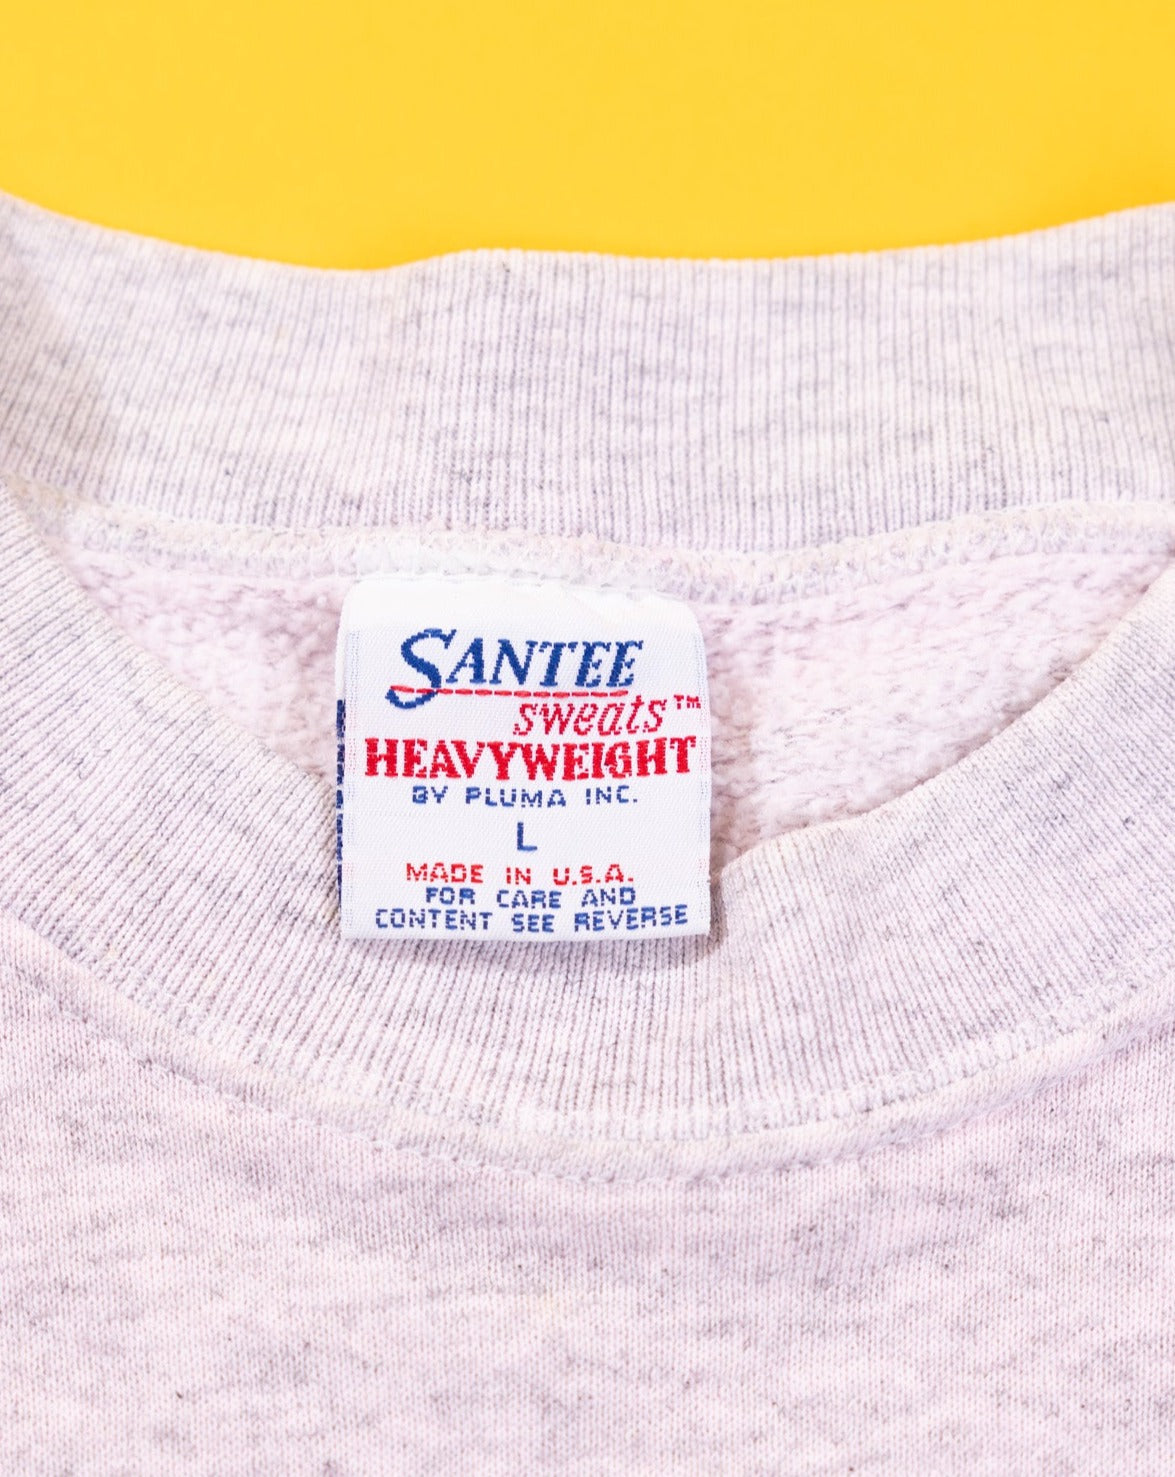 SANTEE
sweats™
HEAVYWEIGHT
BY PLUMA INC.
L
MADE IN U.S.A.
FOR CARE AND
CONTENT SEE REVERSE